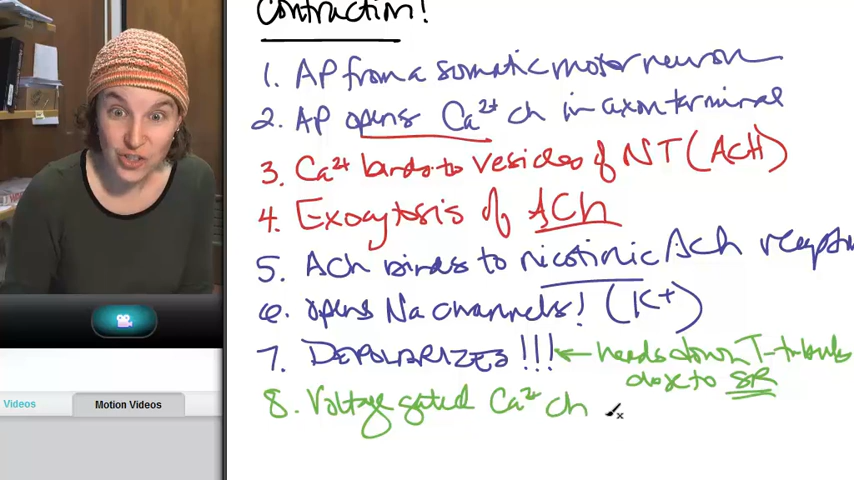 Contraction!
1. AP from a somatic motor neuron
2. AP opens Ca2+ ch in axon terminal
3. Ca2+ binds to vesicles of NT (ACH)
4. Exocytosis of ACh
5. ACh binds to nicotinic Ach receptor
6. opens Na channels! (K+)
7. DEPOLARIZES!!! ← heads down T-tubules
close to SR
8. Voltage gated Ca2+ ch
Videos
Motion Videos